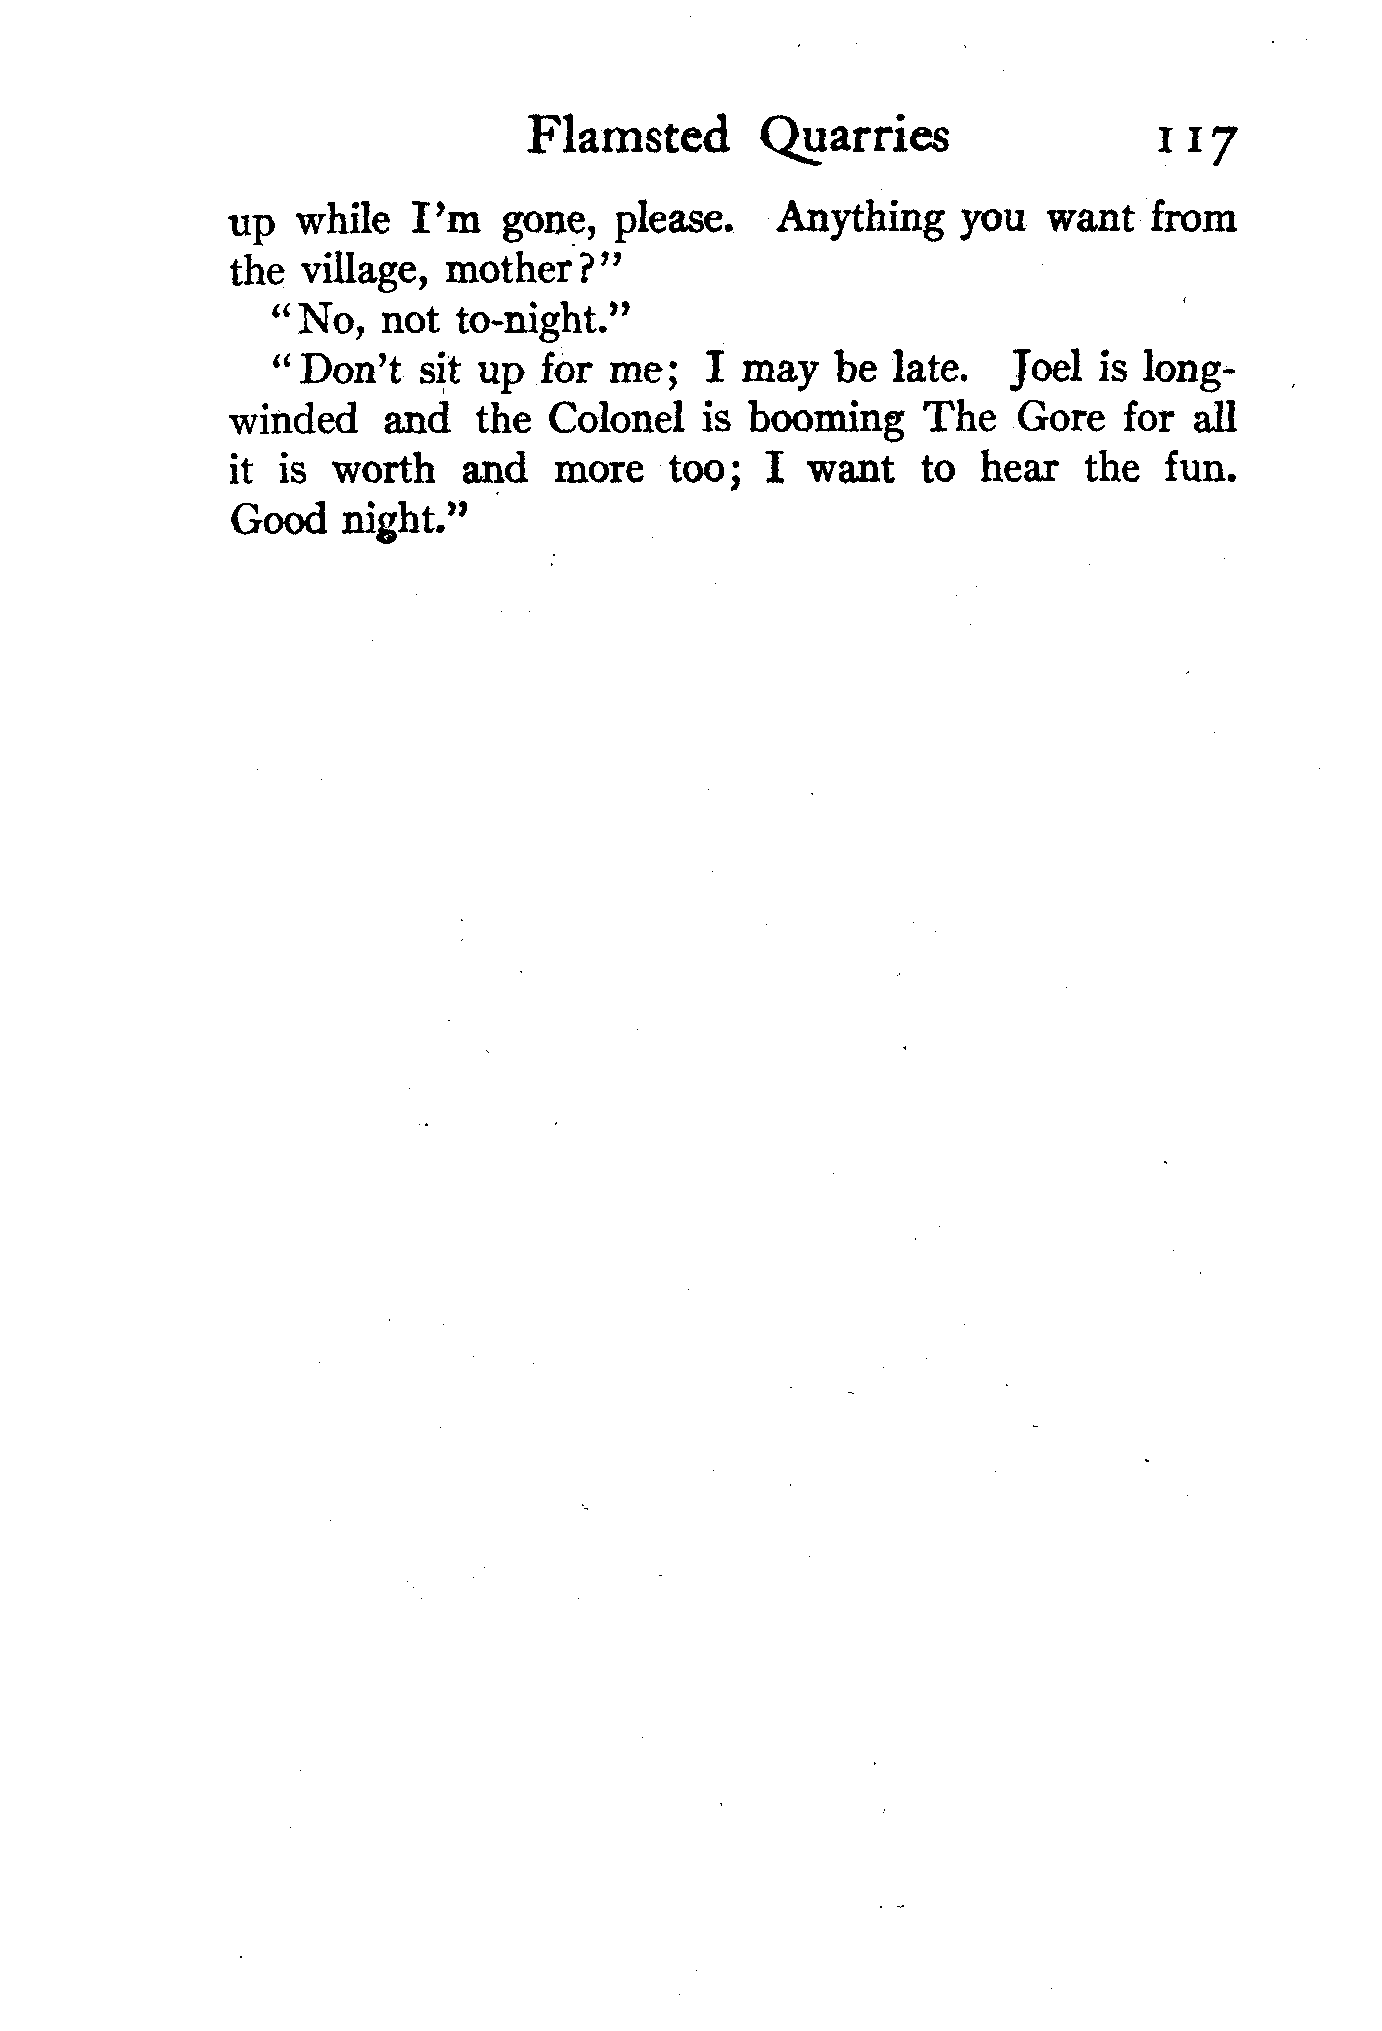 Flamsted Quarries 117
up while I'm gone, please. Anything you want from
the village, mother?"
"No, not to-night."
"Don't sit up for me; I may be late. Joel is long-
winded and the Colonel is booming The Gore for all
it is worth and more too; I want to hear the fun.
Good night."